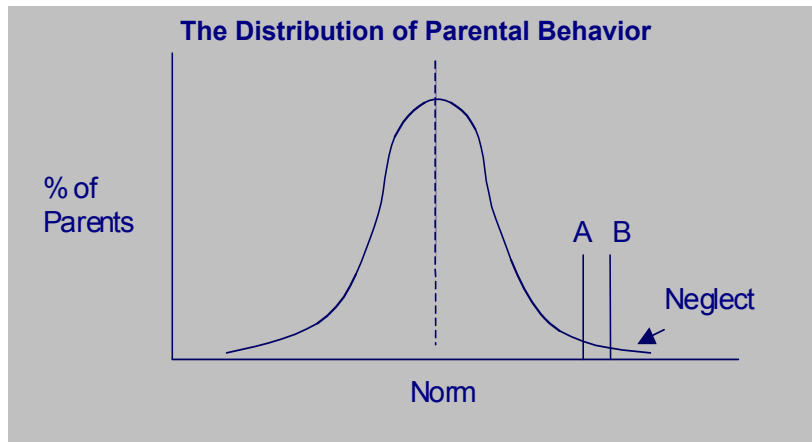 The Distribution of Parental Behavior
% of
Parents
A B
Neglect
Norm